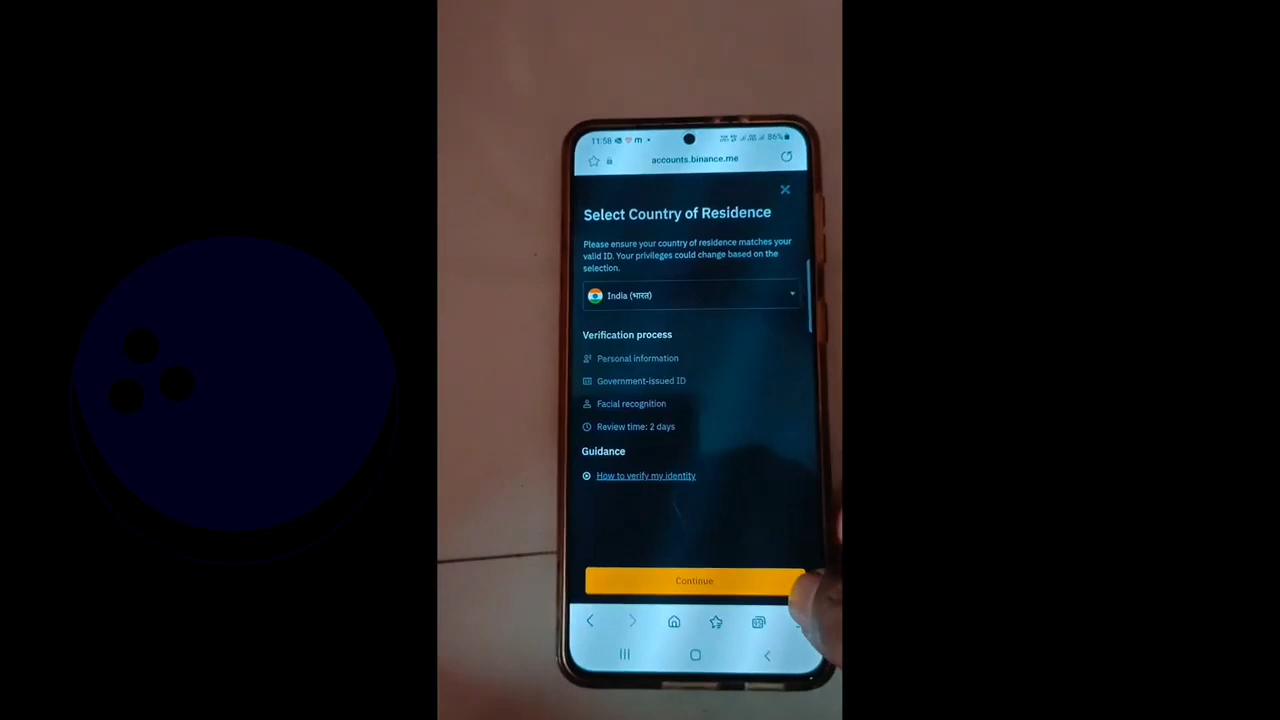 11:58
m
86%
accounts.binance.me
Select Country of Residence
Please ensure your country of residence matches your
valid ID. Your privileges could change based on the
selection.
India (भारत)
Verification process
Personal information
Government-issued ID
Facial recognition
Review time: 2 days
Guidance
How to verify my identity
Continue